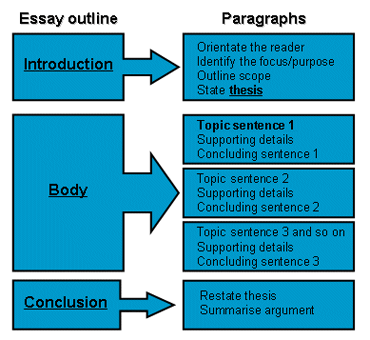 Essay outline
Paragraphs
Introduction
Orientate the reader
Identify the focus/purpose
Outline scope
State thesis
Body
Topic sentence 1
Supporting details
Concluding sentence 1
Topic sentence 2
Supporting details
Concluding sentence 2
Topic sentence 3 and so on
Supporting details
Concluding sentence 3
Conclusion
Restate thesis
Summarise argument